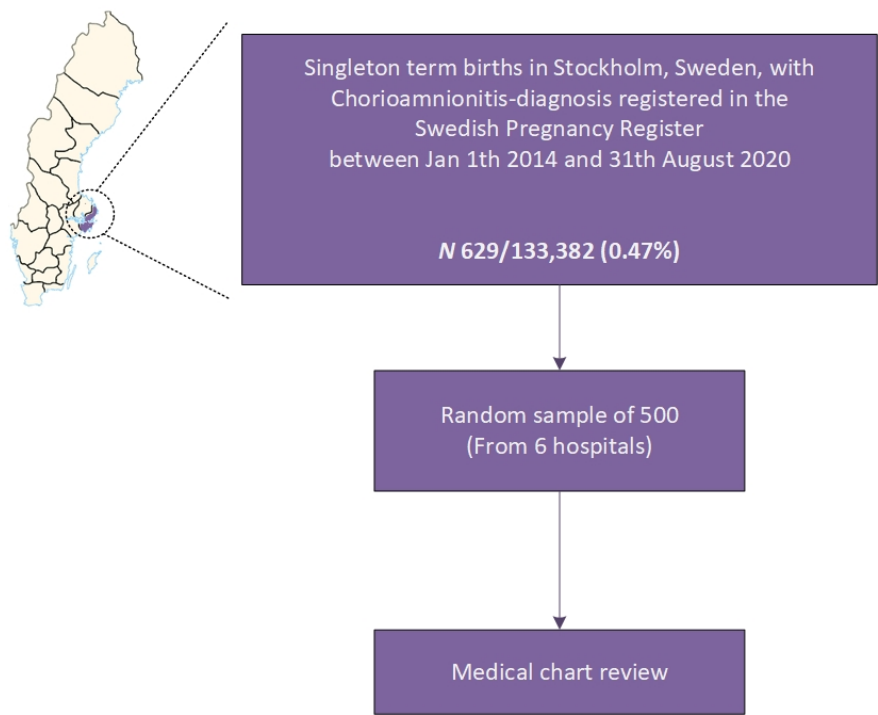 Singleton term births in Stockholm, Sweden, with
Chorioamnionitis-diagnosis registered in the
Swedish Pregnancy Register
between Jan 1th 2014 and 31th August 2020
N 629/133,382 (0.47%)
Random sample of 500
(From 6 hospitals)
Medical chart review